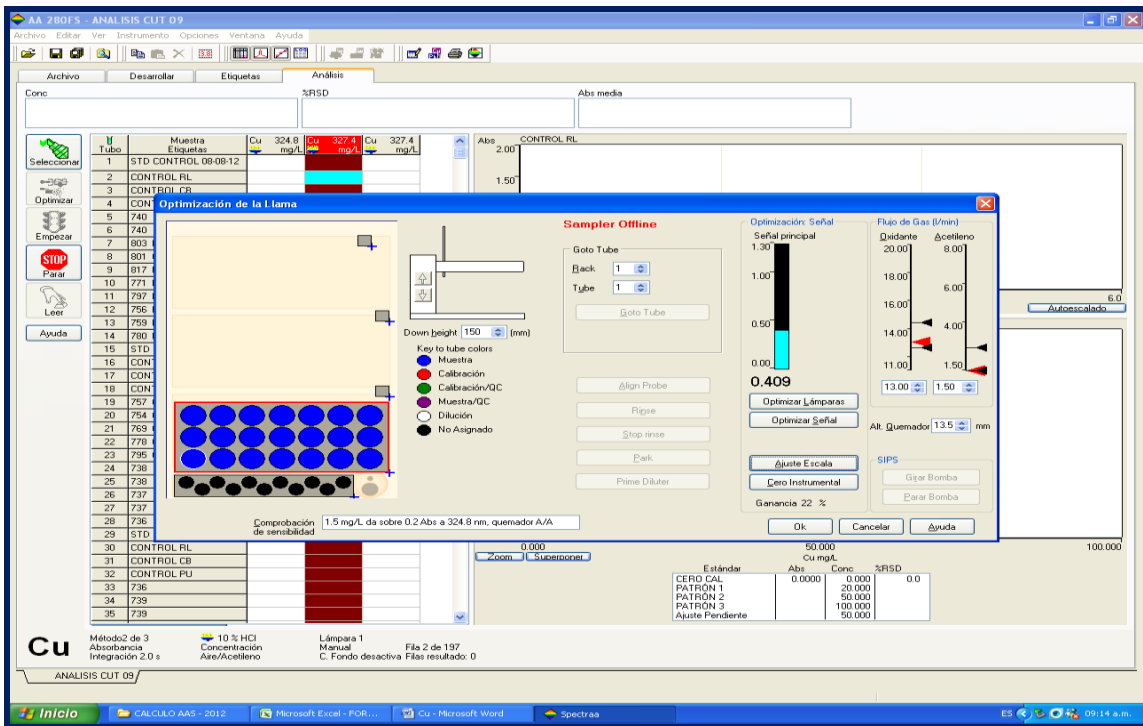 AA 280FS - ANALISIS CUT 09
Archivo Editar Ver Instrumento Opciones Ventana Ayuda
Archivo Desarrollar Etiquetas Análisis
Conc %RSD Abs media
Seleccionar
Optimizar
Empezar
STOP
Parar
Leer
Ayuda
Tubo Muestra Etiquetas Cu 324.8 mg/L Cu 327.4 mg/L Cu 327.4 mg/L
1 STD CONTROL 08-08-12
2 CONTROL RL
3 CONTROL CB
4 CON
5 740
6 740
7 803
8 801
9 817
10 771
11 797
12 756
13 759
14 780
15 STD
16 CON
17 CON
18 CON
19 757
20 754
21 769
22 778
23 795
24 738
25 738
26 737
27 737
28 736
29 STD
30 CONTROL RL
31 CONTROL CB
32 CONTROL PU
33 736
34 739
35 739
Abs CONTROL RL
2.00
1.50
6.0
Autoescalado
Optimización de la Llama
Sampler Offline
Goto Tube
Rack 1
Tube 1
Goto Tube
Down height 150 (mm)
Key to tube colors
Muestra
Calibración
Calibración/QC
Muestra/QC
Dilución
No Asignado
Align Probe
Rinse
Stop rinse
Park
Prime Diluter
Optimización: Señal
Señal principal
1.30
1.00
0.50
0.00
0.409
Optimizar Lámparas
Optimizar Señal
Ajuste Escala
Cero Instrumental
Ganancia 22 %
Flujo de Gas (l/min)
Oxidante Acetileno
20.00 8.00
18.00
6.00
16.00
14.00 4.00
11.00 1.50
13.00 1.50
Alt. Quemador 13.5 mm
SIPS
Girar Bomba
Parar Bomba
Comprobación de sensibilidad 1.5 mg/L da sobre 0.2 Abs a 324.8 nm, quemador A/A
Ok Cancelar Ayuda
0.000 50.000 100.000
Cu mg/L
Zoom Superponer
Estándar Abs Conc %RSD
CERO CAL 0.0000 0.000 0.0
PATRÓN 1 20.000
PATRÓN 2 50.000
PATRÓN 3 100.000
Ajuste Pendiente 50.000
Cu
Método2 de 3 10 % HCl Lámpara 1
Absorbancia Concentración Manual Fila 2 de 197
Integración 2.0 s Aire/Acetileno C. Fondo desactiva Filas resultado: 0
ANALISIS CUT 09
Inicio CALCULO AAS - 2012 Microsoft Excel - FOR... Cu - Microsoft Word Spectraa ES 09:14 a.m.